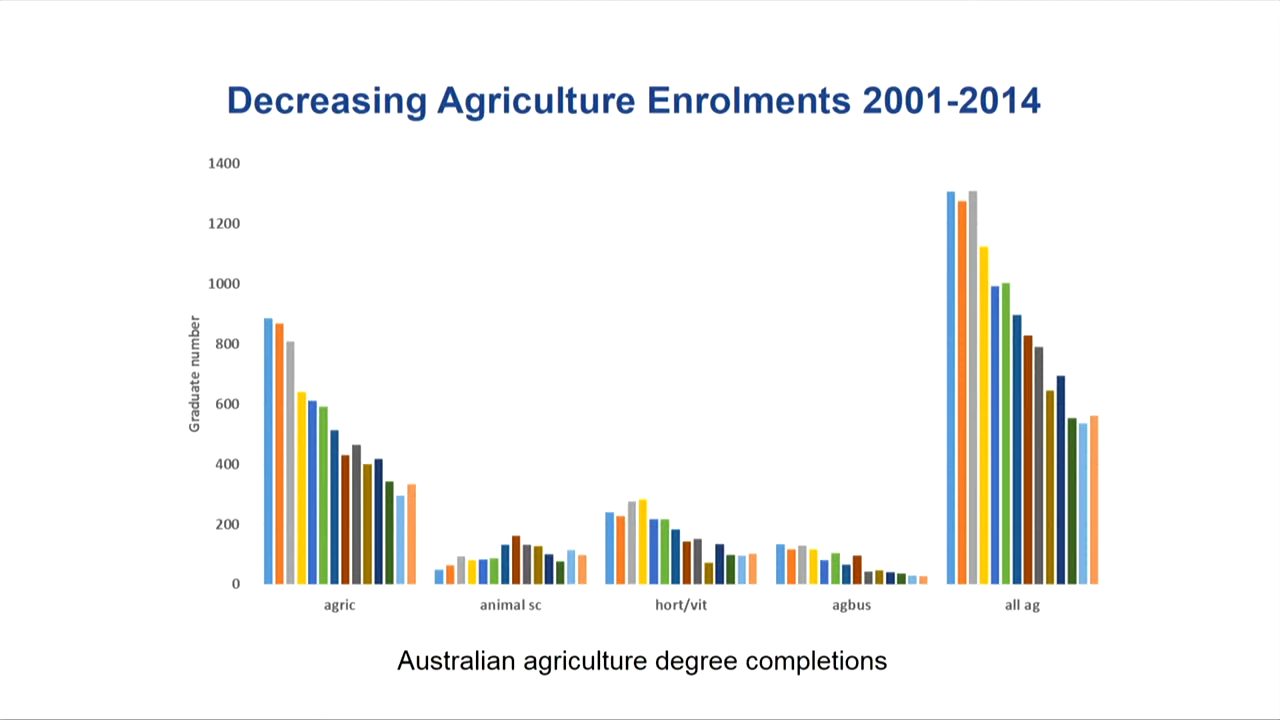 Decreasing Agriculture Enrolments 2001-2014
1400
1200
1000
800
600
400
200
0
Graduate number
agric
animal sc
hort/vit
agbus
all ag
Australian agriculture degree completions